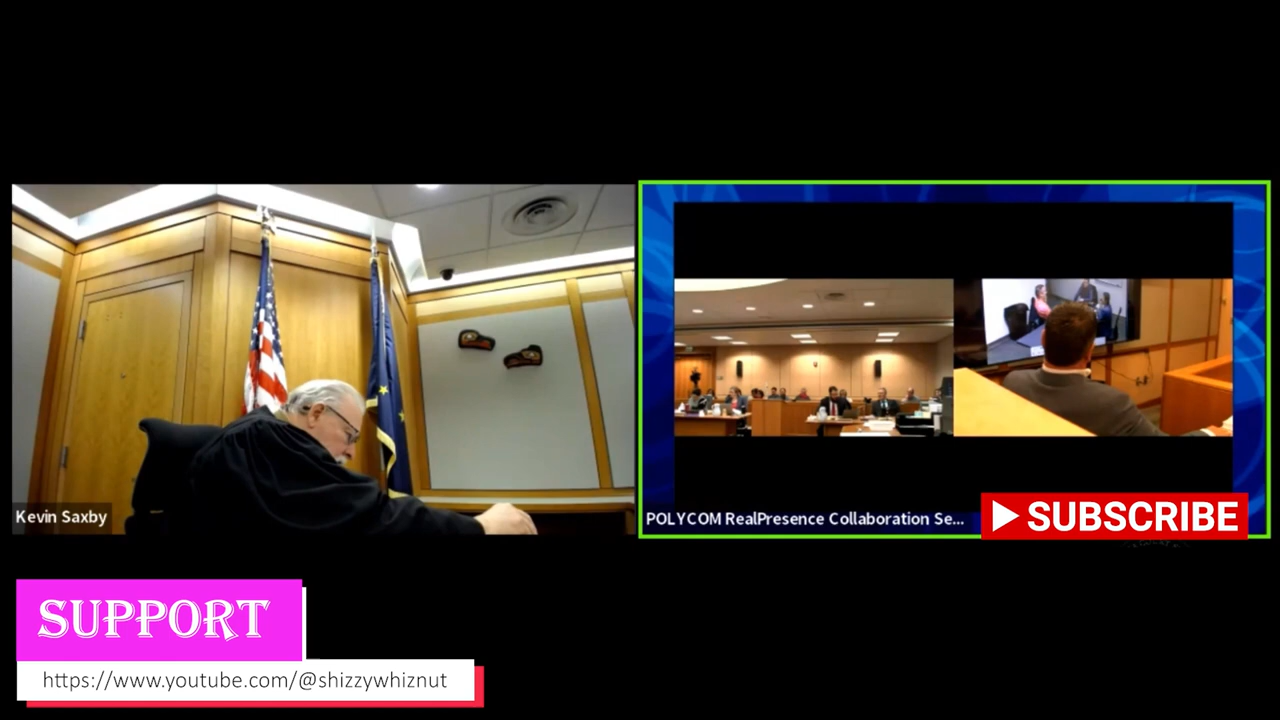 Kevin Saxby
POLYCOM RealPresence Collaboration Se...
SUBSCRIBE
SUPPORT
https://www.youtube.com/@shizzywhiznut